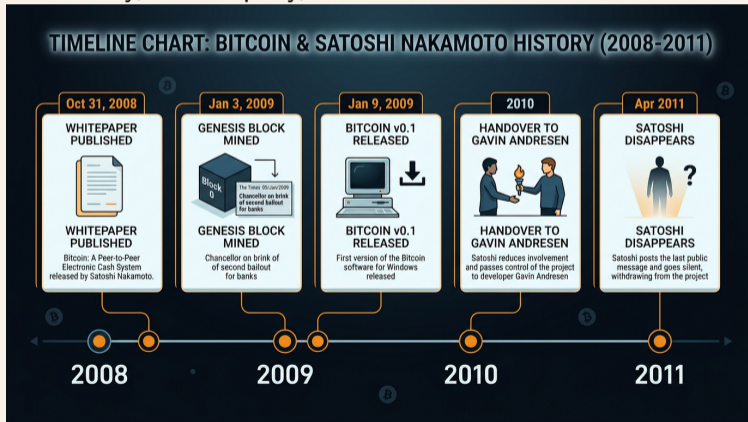 TIMELINE CHART: BITCOIN & SATOSHI NAKAMOTO HISTORY (2008-2011)
Oct 31, 2008
WHITEPAPER
PUBLISHED
WHITEPAPER
PUBLISHED
Bitcoin: A Peer-to-Peer
Electronic Cash System
released by Satoshi Nakamoto.
Jan 3, 2009
GENESIS BLOCK
MINED
Block
0
The Times 03/Jan/2009
Chancellor on brink
of second bailout
for banks
GENESIS BLOCK
MINED
Chancellor on brink of
of second bailout
for banks
Jan 9, 2009
BITCOIN v0.1
RELEASED
BITCOIN v0.1
RELEASED
First version of the Bitcoin
software for Windows
released
2010
HANDOVER TO
GAVIN ANDRESEN
HANDOVER TO
GAVIN ANDRESEN
Satoshi reduces involvement
and passes control of the project
to developer Gavin Andresen
Apr 2011
SATOSHI
DISAPPEARS
?
SATOSHI
DISAPPEARS
Satoshi posts the last public
message and goes silent,
withdrawing from the project
2008
2009
2010
2011